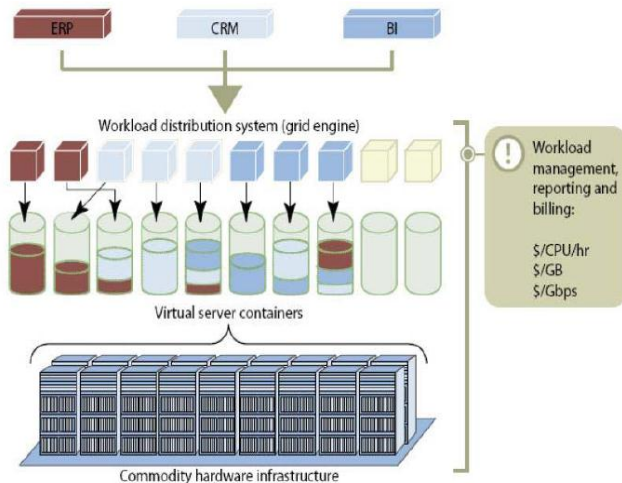 ERP
CRM
BI
Workload distribution system (grid engine)
! Workload
management,
reporting and
billing:
$/CPU/hr
$/GB
$/Gbps
Virtual server containers
Commodity hardware infrastructure